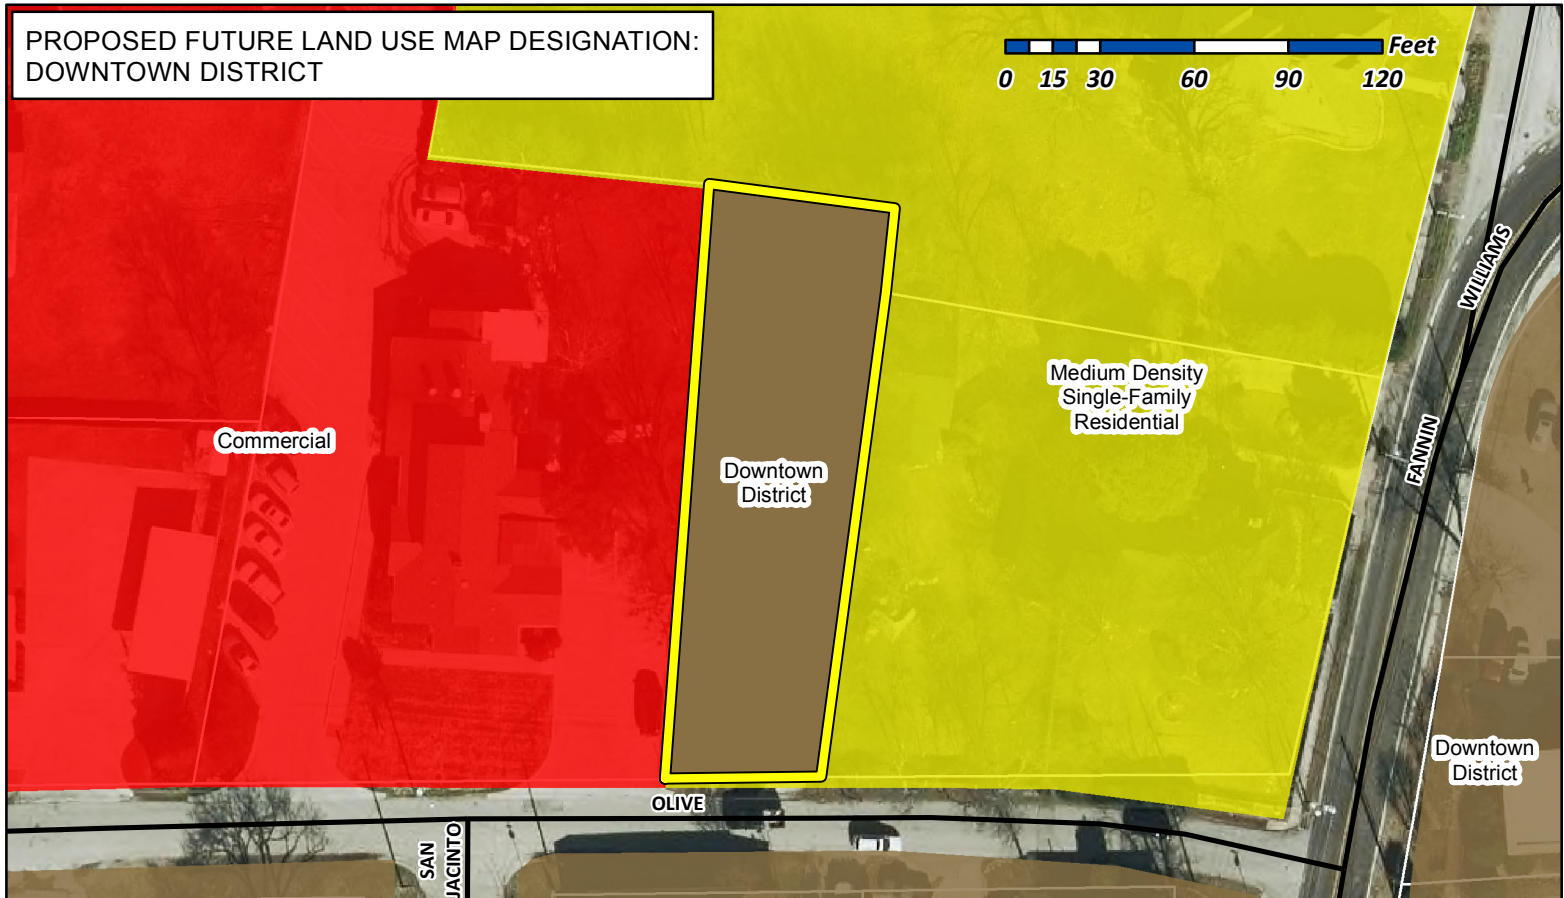 PROPOSED FUTURE LAND USE MAP DESIGNATION:
DOWNTOWN DISTRICT
Feet
0 15 30 60 90 120
WILLIAMS
Medium Density
Single-Family
Residential
FANNIN
Commercial
Downtown
District
Downtown
District
OLIVE
SAN
JACINTO